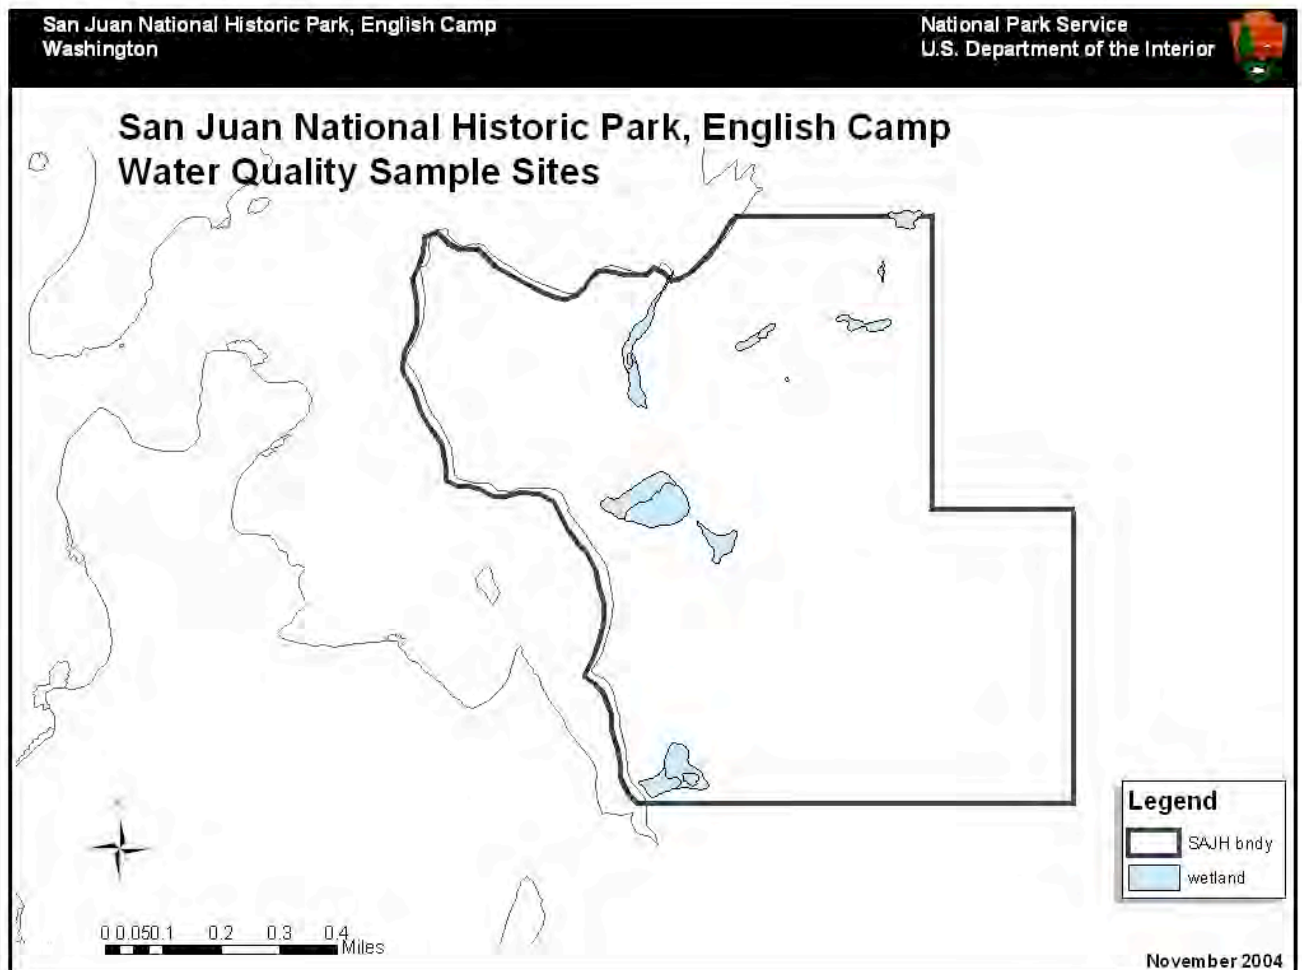 San Juan National Historic Park, English Camp
Washington
National Park Service
U.S. Department of the Interior
San Juan National Historic Park, English Camp
Water Quality Sample Sites
Legend
SAJH bndy
wetland
0 0.050.1 0.2 0.3 0.4
Miles
November 2004